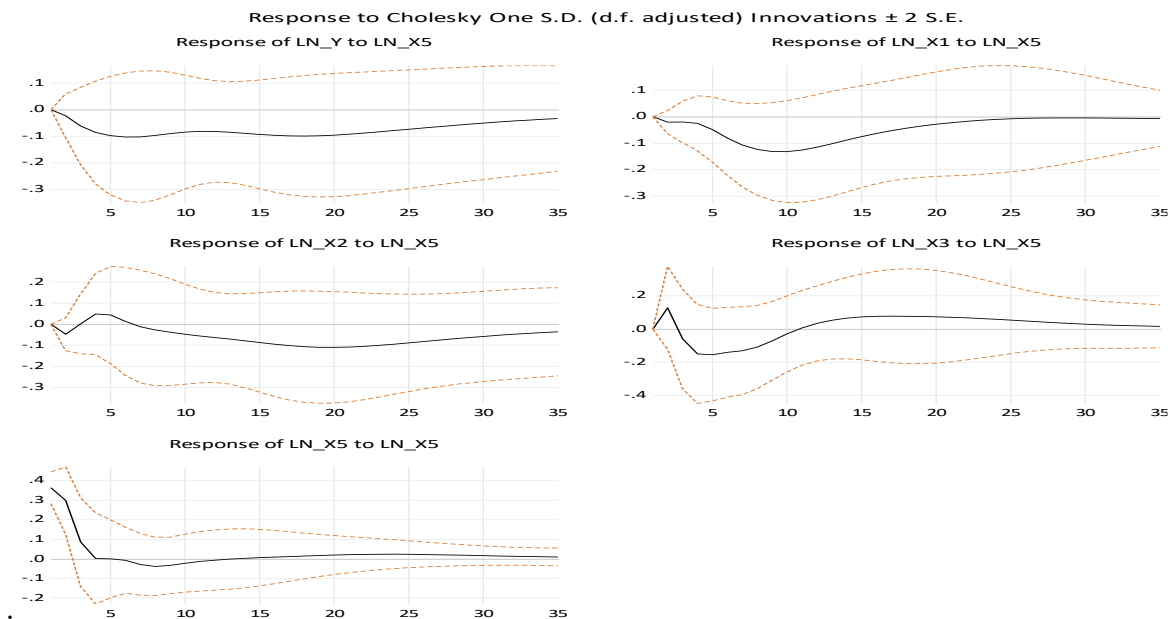 Response to Cholesky One S.D. (d.f. adjusted) Innovations ± 2 S.E.
Response of LN_Y to LN_X5
.1
.0
-.1
-.2
-.3
5 10 15 20 25 30 35
Response of LN_X1 to LN_X5
.1
.0
-.1
-.2
-.3
5 10 15 20 25 30 35
Response of LN_X2 to LN_X5
.2
.1
.0
-.1
-.2
-.3
5 10 15 20 25 30 35
Response of LN_X3 to LN_X5
.2
.0
-.2
-.4
5 10 15 20 25 30 35
Response of LN_X5 to LN_X5
.4
.3
.2
.1
.0
-.1
-.2
5 10 15 20 25 30 35
.